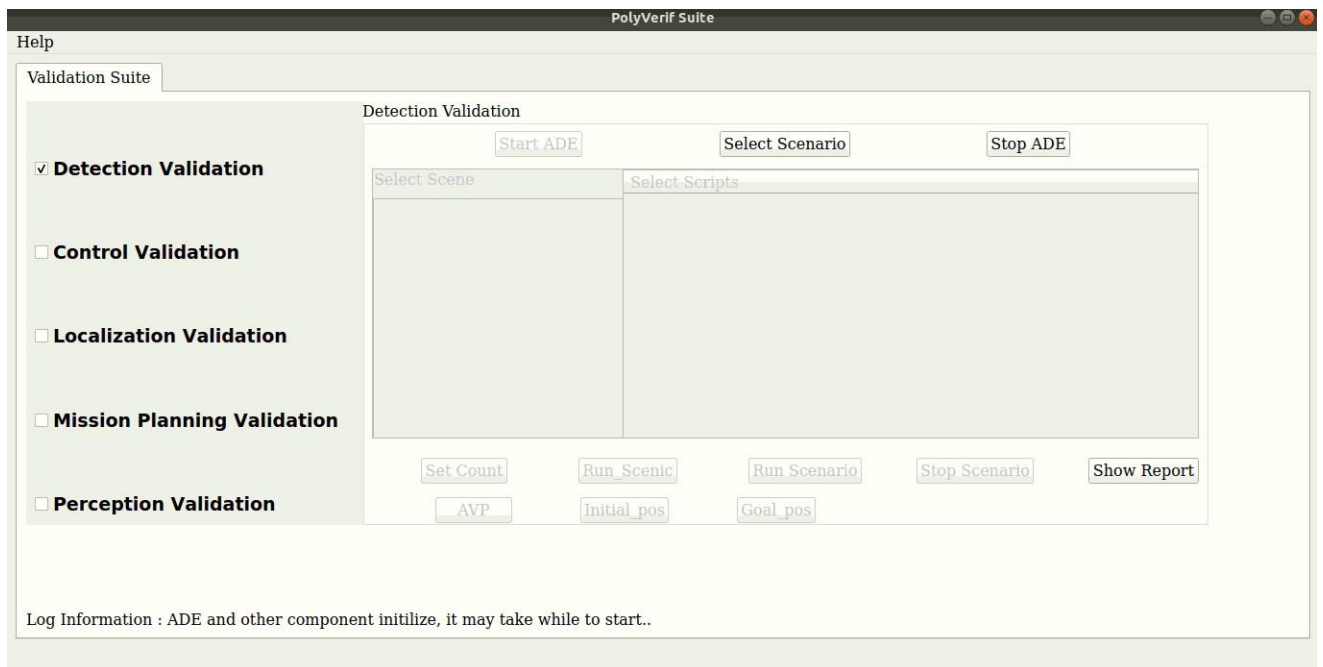 PolyVerif Suite
Help
Validation Suite
Detection Validation
Start ADE Select Scenario Stop ADE
Detection Validation
Select Scene Select Scripts
Control Validation
Localization Validation
Mission Planning Validation
Set Count Run_Scenic Run Scenario Stop Scenario Show Report
Perception Validation
AVP Initial_pos Goal_pos
Log Information : ADE and other component initilize, it may take while to start..